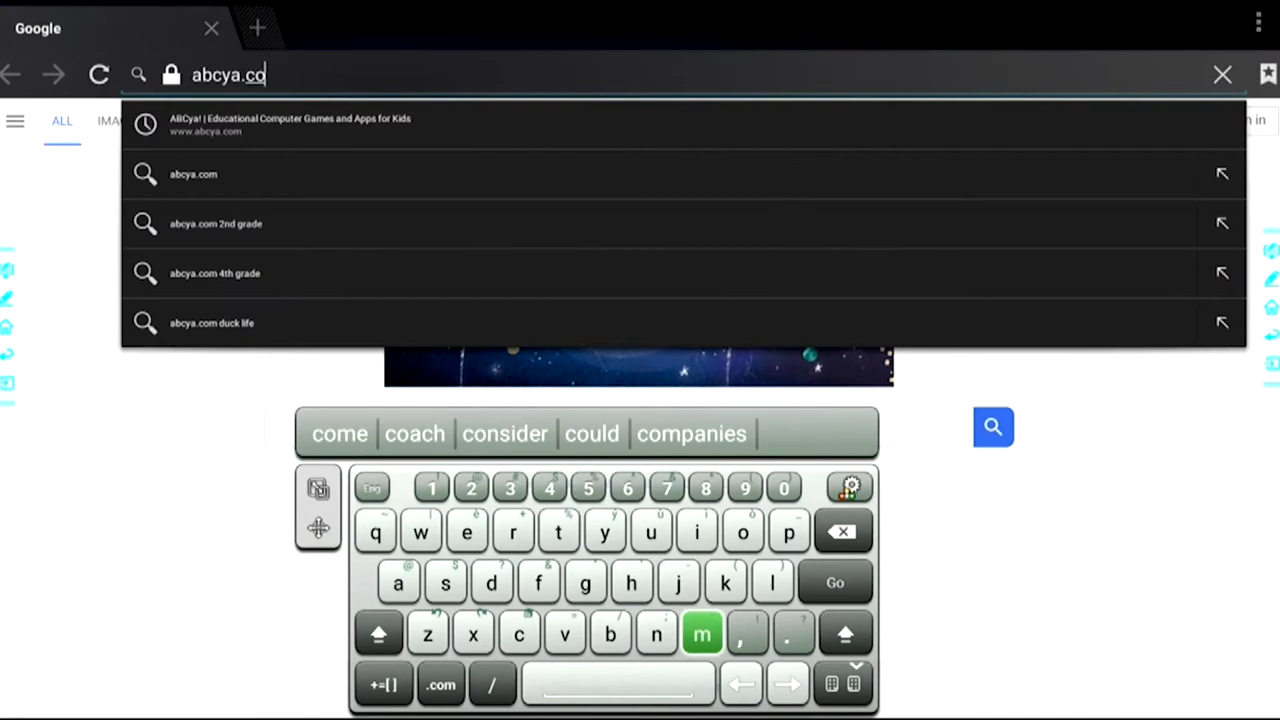 Google
abcya.co
ALL IMA
h in
ABCya! | Educational Computer Games and Apps for Kids
www.abcya.com
abcya.com
abcya.com 2nd grade
abcya.com 4th grade
abcya.com duck life
come coach consider could companies
Eng 1 2 3 4 5 6 7 8 9 0
q w e r t y u i o p
a s d f g h j k l Go
z x c v b n m , .
+=[] .com /